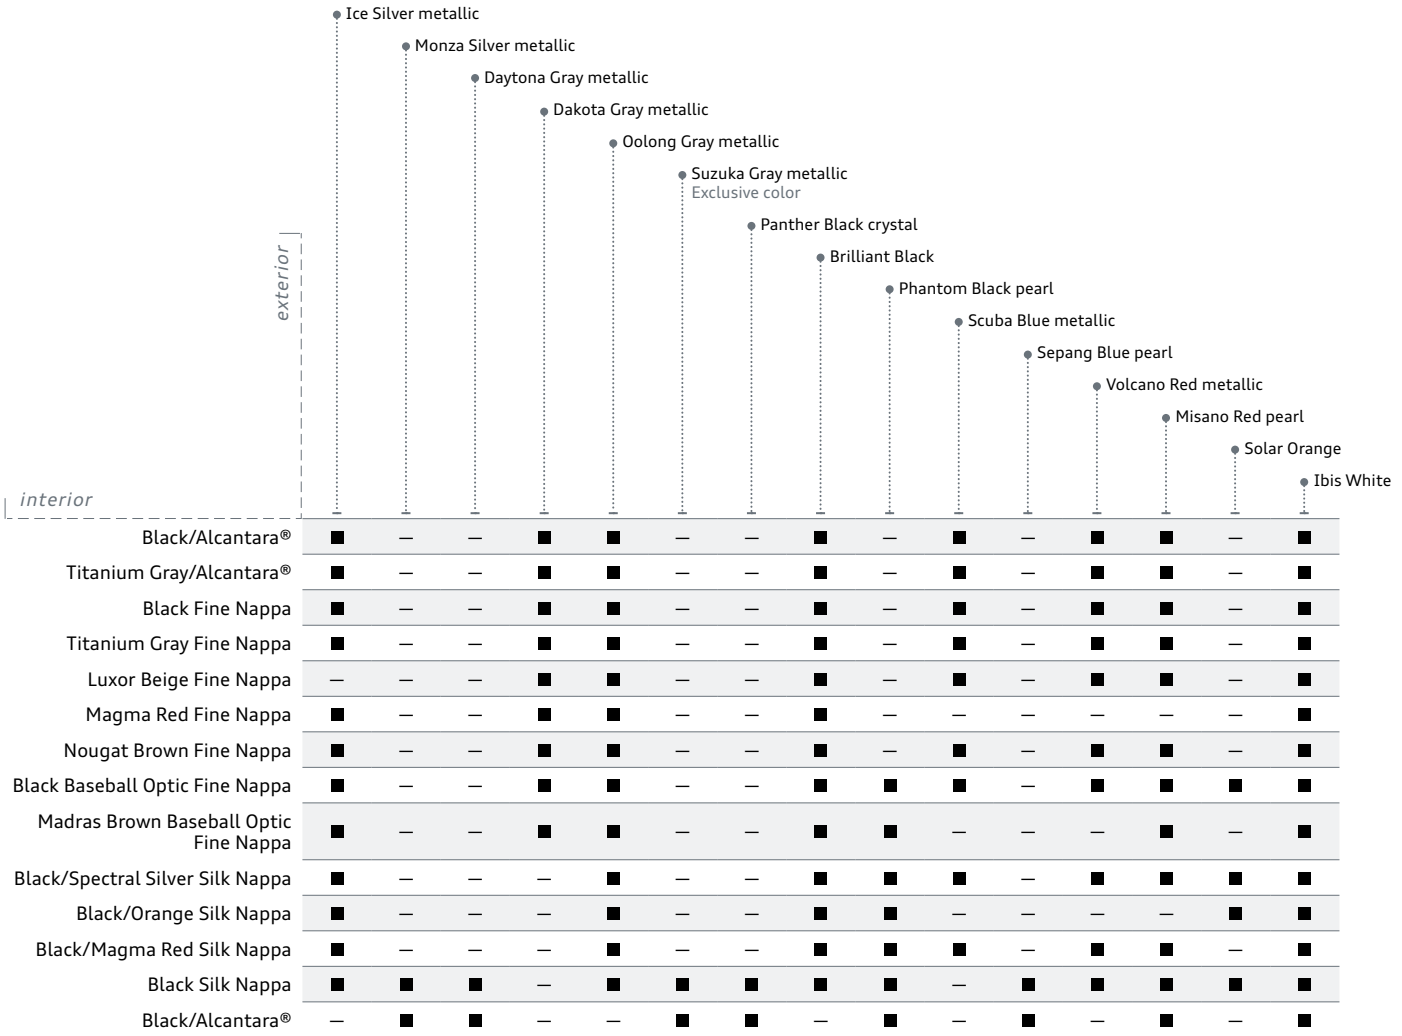 Ice Silver metallic
Monza Silver metallic
Daytona Gray metallic
Dakota Gray metallic
Oolong Gray metallic
Suzuka Gray metallic
Exclusive color
Panther Black crystal
Brilliant Black
Phantom Black pearl
Scuba Blue metallic
Sepang Blue pearl
Volcano Red metallic
Misano Red pearl
Solar Orange
Ibis White
exterior
interior
Black/Alcantara® ■ – – ■ ■ – – ■ – ■ – ■ ■ – ■
Titanium Gray/Alcantara® ■ – – ■ ■ – – ■ – ■ – ■ ■ – ■
Black Fine Nappa ■ – – ■ ■ – – ■ – ■ – ■ ■ – ■
Titanium Gray Fine Nappa ■ – – ■ ■ – – ■ – ■ – ■ ■ – ■
Luxor Beige Fine Nappa – – – ■ ■ – – ■ – ■ – ■ ■ – ■
Magma Red Fine Nappa ■ – – ■ ■ – – ■ – – – – – – ■
Nougat Brown Fine Nappa ■ – – ■ ■ – – ■ – ■ – ■ ■ – ■
Black Baseball Optic Fine Nappa ■ – – ■ ■ – – ■ ■ ■ – ■ ■ ■ ■
Madras Brown Baseball Optic
Fine Nappa ■ – – ■ ■ – – ■ ■ – – – ■ – ■
Black/Spectral Silver Silk Nappa ■ – – – ■ – – ■ ■ ■ – ■ ■ ■ ■
Black/Orange Silk Nappa ■ – – – ■ – – ■ ■ – – – – ■ ■
Black/Magma Red Silk Nappa ■ – – – ■ – – ■ ■ ■ – ■ ■ – ■
Black Silk Nappa ■ ■ ■ – ■ ■ ■ ■ ■ – ■ ■ ■ ■ ■
Black/Alcantara® – ■ ■ – – ■ ■ – ■ – ■ – ■ – ■